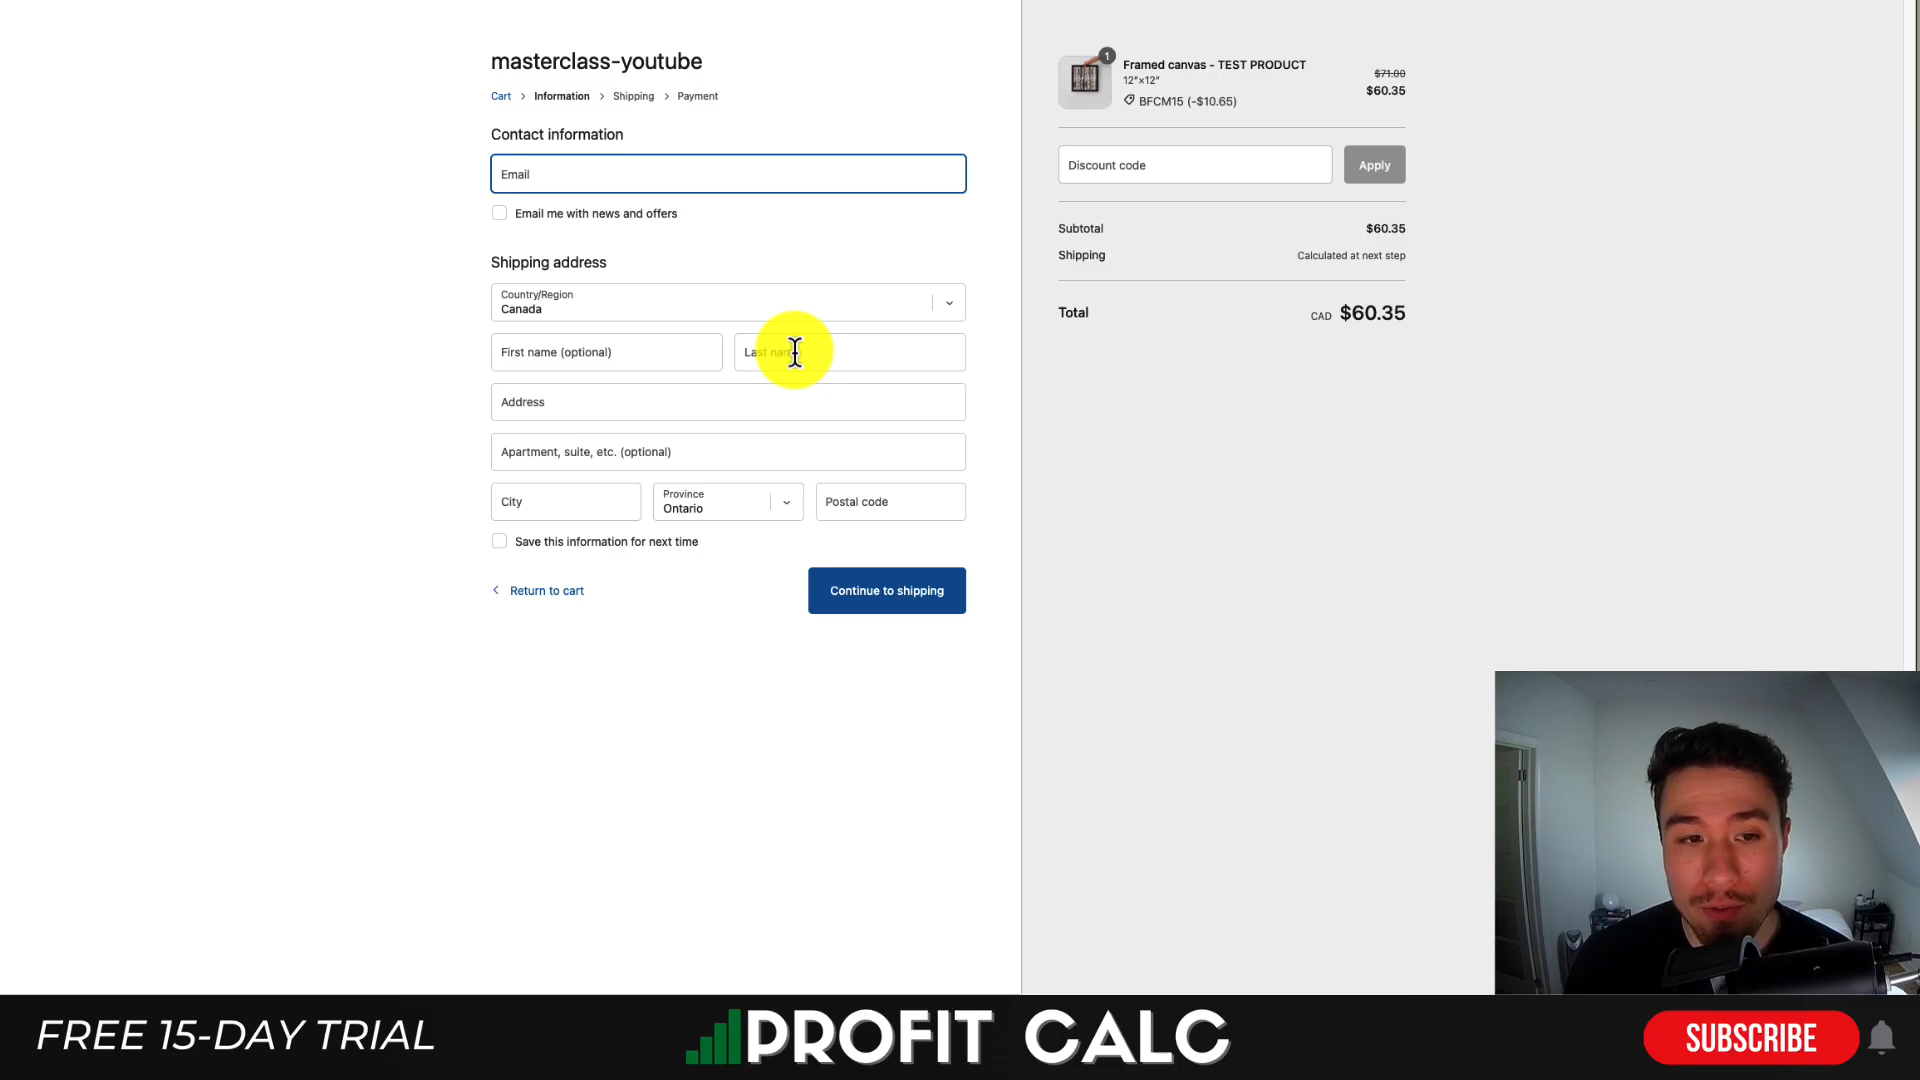 masterclass-youtube
Cart > Information > Shipping > Payment
Contact information
Email
Email me with news and offers
Shipping address
Country/Region
Canada
First name (optional)
Last name
Address
Apartment, suite, etc. (optional)
City
Province
Ontario
Postal code
Save this information for next time
< Return to cart
Continue to shipping
1
Framed canvas - TEST PRODUCT
12"×12"
BFCM15 (-$10.65)
$71.00
$60.35
Discount code
Apply
Subtotal $60.35
Shipping Calculated at next step
Total CAD $60.35
FREE 15-DAY TRIAL
PROFIT CALC
SUBSCRIBE